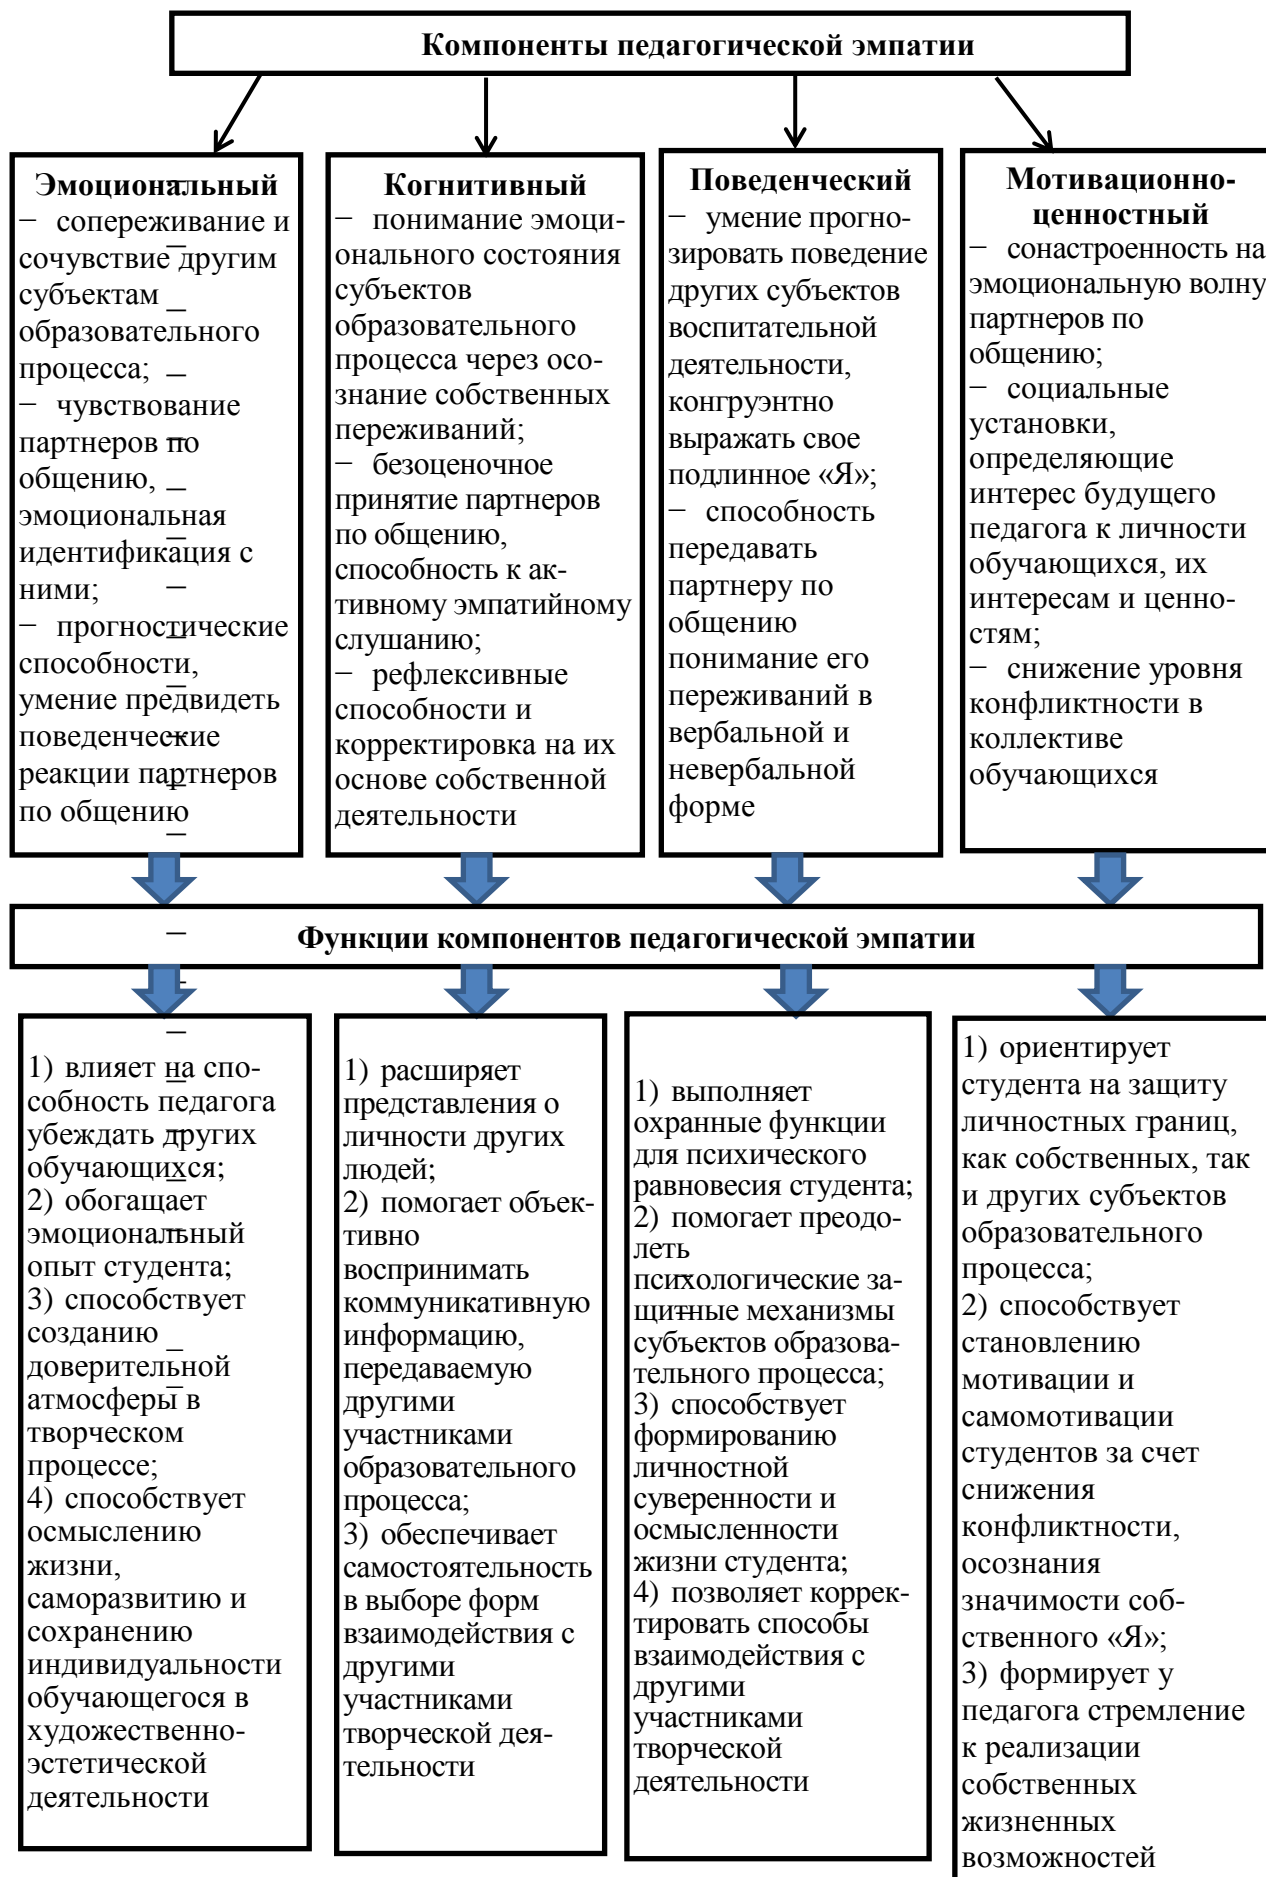 Компоненты педагогической эмпатии
Эмоциональный
– сопереживание и
сочувствие другим
субъектам
образовательного
процесса;
– чувствование
партнеров по
общению,
эмоциональная
идентификация с
ними;
– прогностические
способности,
умение предвидеть
поведенческие
реакции партнеров
по общению
Когнитивный
– понимание эмоци-
онального состояния
субъектов
образовательного
процесса через осо-
знание собственных
переживаний;
– безоценочное
принятие партнеров
по общению,
способность к ак-
тивному эмпатийному
слушанию;
– рефлексивные
способности и
корректировка на их
основе собственной
деятельности
Поведенческий
– умение прогно-
зировать поведение
других субъектов
воспитательной
деятельности,
конгруэнтно
выражать свое
подлинное «Я»;
– способность
передавать
партнеру по
общению
понимание его
переживаний в
вербальной и
невербальной
форме
Мотивационно-
ценностный
– сонастроенность на
эмоциональную волну
партнеров по
общению;
– социальные
установки,
определяющие
интерес будущего
педагога к личности
обучающихся, их
интересам и ценно-
стям;
– снижение уровня
конфликтности в
коллективе
обучающихся
Функции компонентов педагогической эмпатии
1) влияет на спо-
собность педагога
убеждать других
обучающихся;
2) обогащает
эмоциональный
опыт студента;
3) способствует
созданию
доверительной
атмосферы в
творческом
процессе;
4) способствует
осмыслению
жизни,
саморазвитию и
сохранению
индивидуальности
обучающегося в
художественно-
эстетической
деятельности
1) расширяет
представления о
личности других
людей;
2) помогает объек-
тивно
воспринимать
коммуникативную
информацию,
передаваемую
другими
участниками
образовательного
процесса;
3) обеспечивает
самостоятельность
в выборе форм
взаимодействия с
другими
участниками
творческой дея-
тельности
1) выполняет
охранные функции
для психического
равновесия студента;
2) помогает преодо-
леть
психологические за-
щитные механизмы
субъектов образова-
тельного процесса;
3) способствует
формированию
личностной
суверенности и
осмысленности
жизни студента;
4) позволяет коррек-
тировать способы
взаимодействия с
другими
участниками
творческой
деятельности
1) ориентирует
студента на защиту
личностных границ,
как собственных, так
и других субъектов
образовательного
процесса;
2) способствует
становлению
мотивации и
самомотивации
студентов за счет
снижения
конфликтности,
осознания
значимости соб-
ственного «Я»;
3) формирует у
педагога стремление
к реализации
собственных
жизненных
возможностей